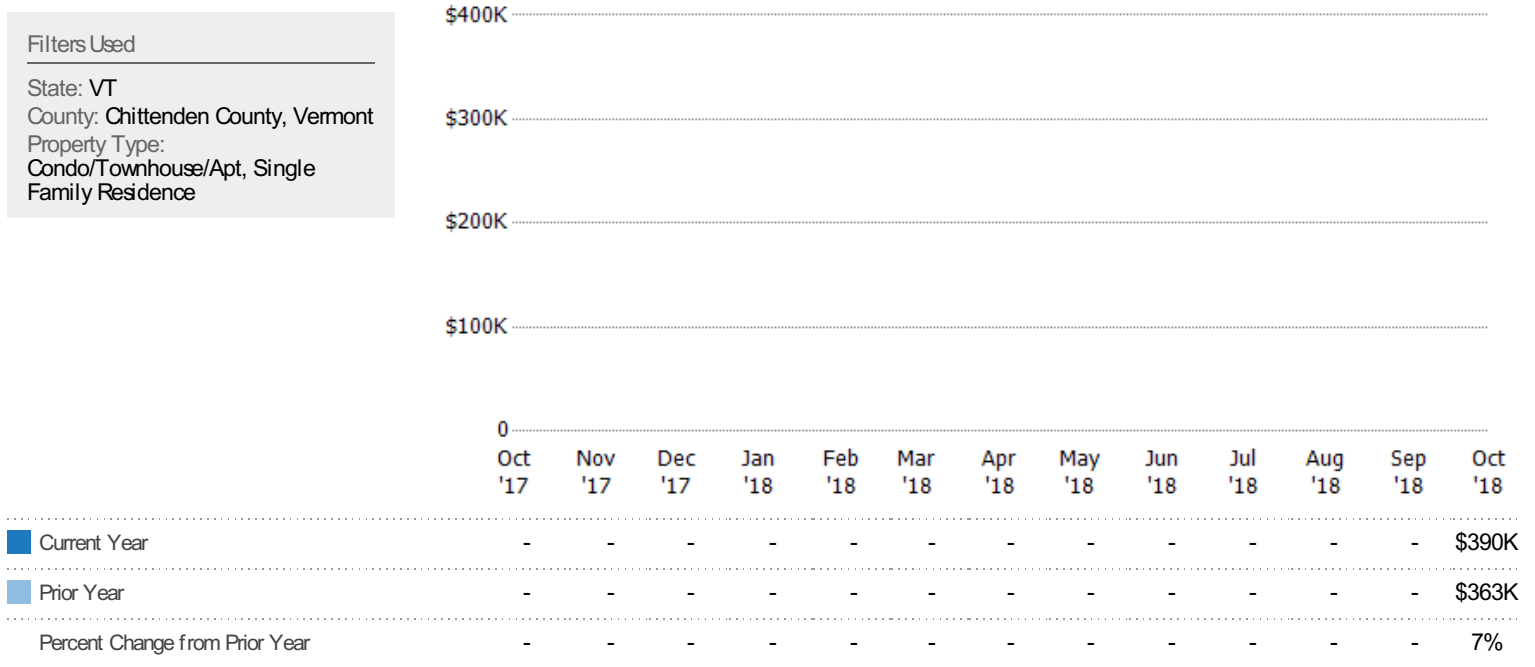 Filters Used
State: VT
County: Chittenden County, Vermont
Property Type:
Condo/Townhouse/Apt, Single
Family Residence
$400K
$300K
$200K
$100K
0
Oct Nov Dec Jan Feb Mar Apr May Jun Jul Aug Sep Oct
'17 '17 '17 '18 '18 '18 '18 '18 '18 '18 '18 '18 '18
Current Year - - - - - - - - - - - - $390K
Prior Year - - - - - - - - - - - - $363K
Percent Change from Prior Year - - - - - - - - - - - - 7%